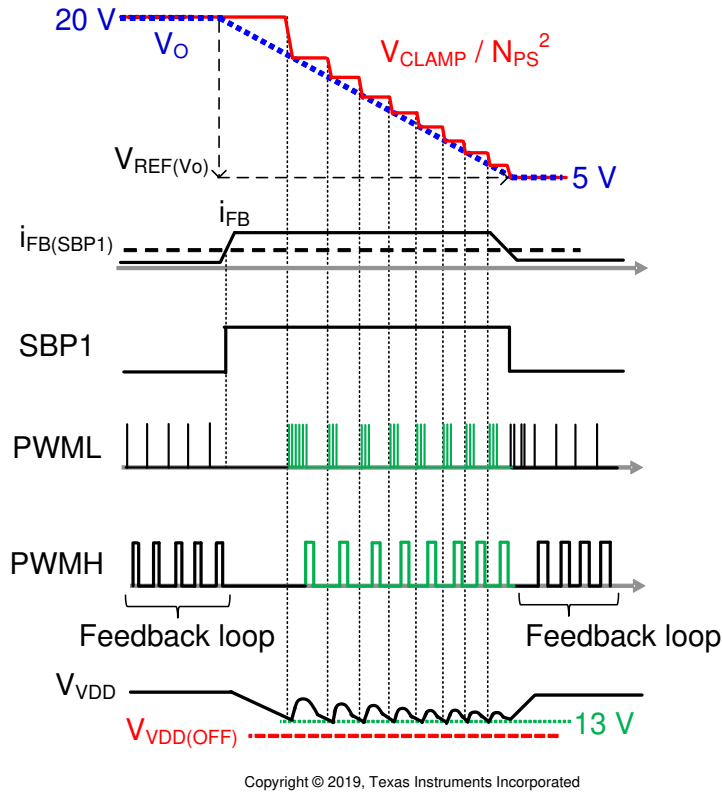 20 V
V_O
V_CLAMP / N_PS^2
V_REF(Vo)
5 V
i_FB
i_FB(SBP1)
SBP1
PWML
PWMH
Feedback loop
Feedback loop
V_VDD
13 V
V_VDD(OFF)
Copyright © 2019, Texas Instruments Incorporated